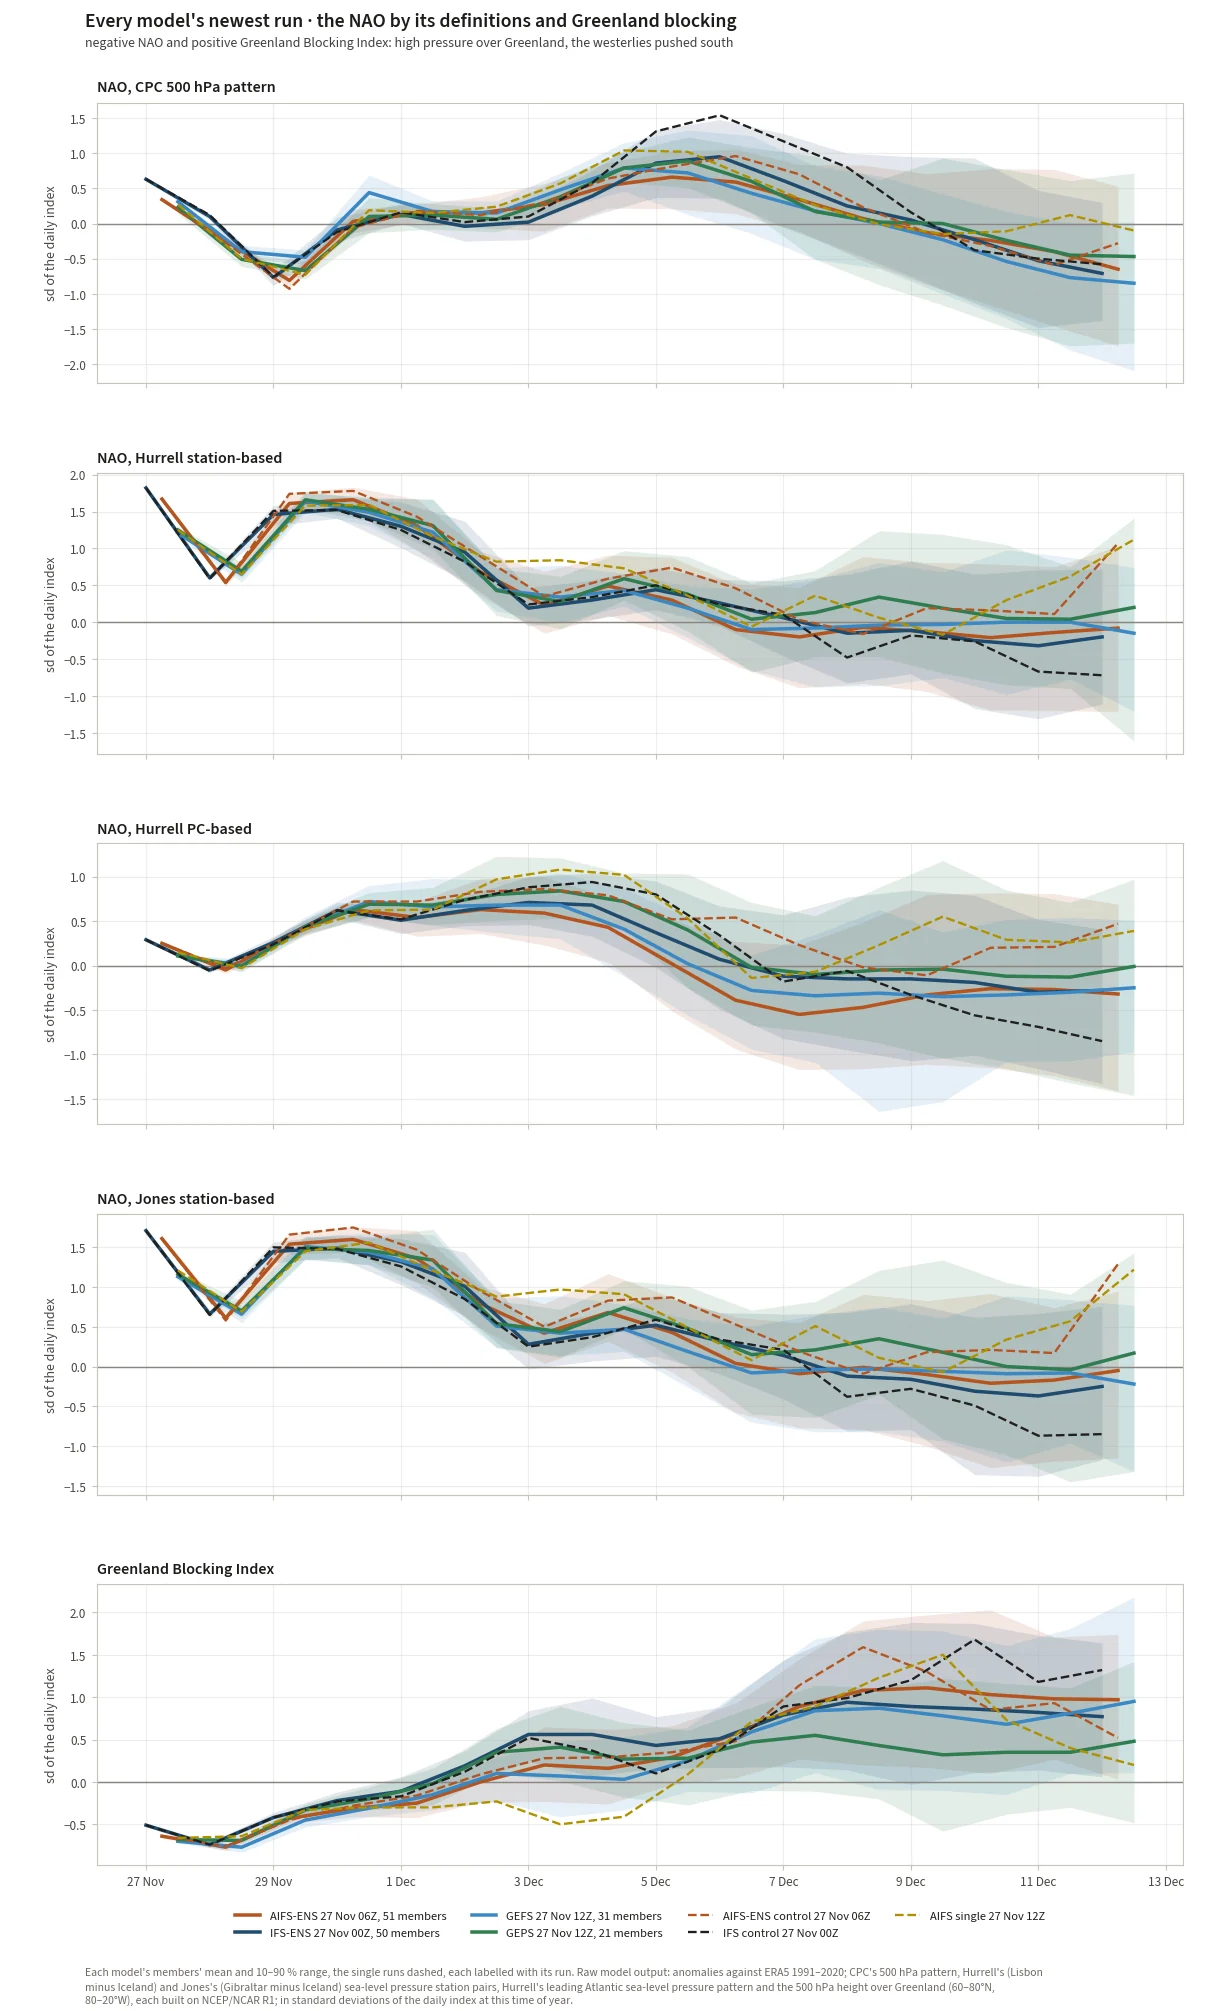 Every model's newest run · the NAO by its definitions and Greenland blocking
negative NAO and positive Greenland Blocking Index: high pressure over Greenland, the westerlies pushed south
NAO, CPC 500 hPa pattern
1.5
1.0
0.5
0.0
−0.5
−1.0
−1.5
−2.0
sd of the daily index
NAO, Hurrell station-based
2.0
1.5
1.0
0.5
0.0
−0.5
−1.0
−1.5
sd of the daily index
NAO, Hurrell PC-based
1.0
0.5
0.0
−0.5
−1.0
−1.5
sd of the daily index
NAO, Jones station-based
1.5
1.0
0.5
0.0
−0.5
−1.0
−1.5
sd of the daily index
Greenland Blocking Index
2.0
1.5
1.0
0.5
0.0
−0.5
sd of the daily index
27 Nov 29 Nov 1 Dec 3 Dec 5 Dec 7 Dec 9 Dec 11 Dec 13 Dec
AIFS-ENS 27 Nov 06Z, 51 members GEFS 27 Nov 12Z, 31 members AIFS-ENS control 27 Nov 06Z AIFS single 27 Nov 12Z
IFS-ENS 27 Nov 00Z, 50 members GEPS 27 Nov 12Z, 21 members IFS control 27 Nov 00Z
Each model's members' mean and 10–90 % range, the single runs dashed, each labelled with its run. Raw model output: anomalies against ERA5 1991–2020; CPC's 500 hPa pattern, Hurrell's (Lisbon
minus Iceland) and Jones's (Gibraltar minus Iceland) sea-level pressure station pairs, Hurrell's leading Atlantic sea-level pressure pattern and the 500 hPa height over Greenland (60–80°N,
80–20°W), each built on NCEP/NCAR R1; in standard deviations of the daily index at this time of year.